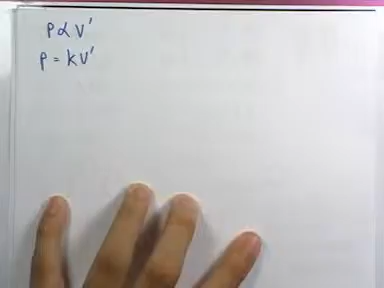 P α V'
P = kV'